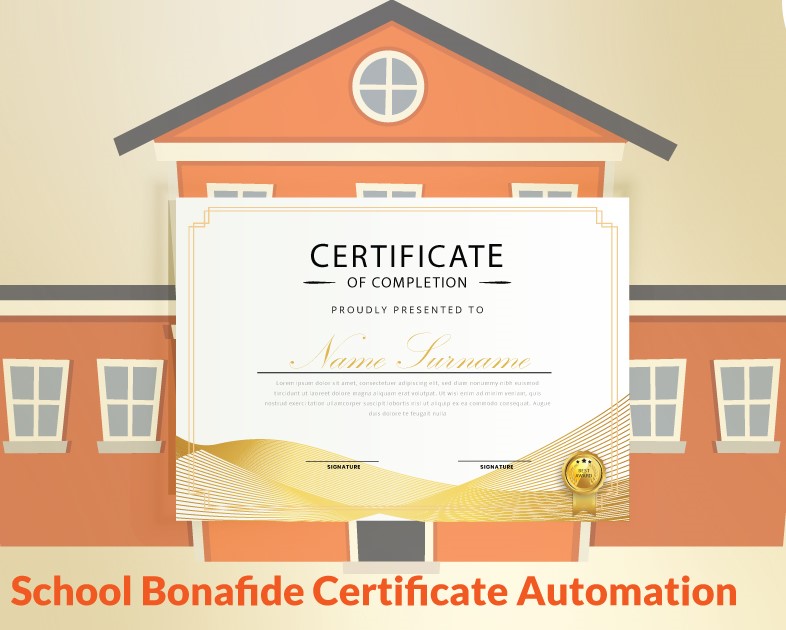 CERTIFICATE
OF COMPLETION
PROUDLY PRESENTED TO
Name Surname
Lorem ipsum dolor sit amet, consectetuer adipiscing elit, sed diam nonummy nibh euismod
tincidunt ut laoreet dolore magna aliquam erat volutpat. Ut wisi enim ad minim veniam, quis
nostrud exerci tation ullamcorper suscipit lobortis nisl ut aliquip ex ea commodo consequat. Augue
duis dolore te feugait nulla
SIGNATURE
SIGNATURE
BEST
AWARD
School Bonafide Certificate Automation